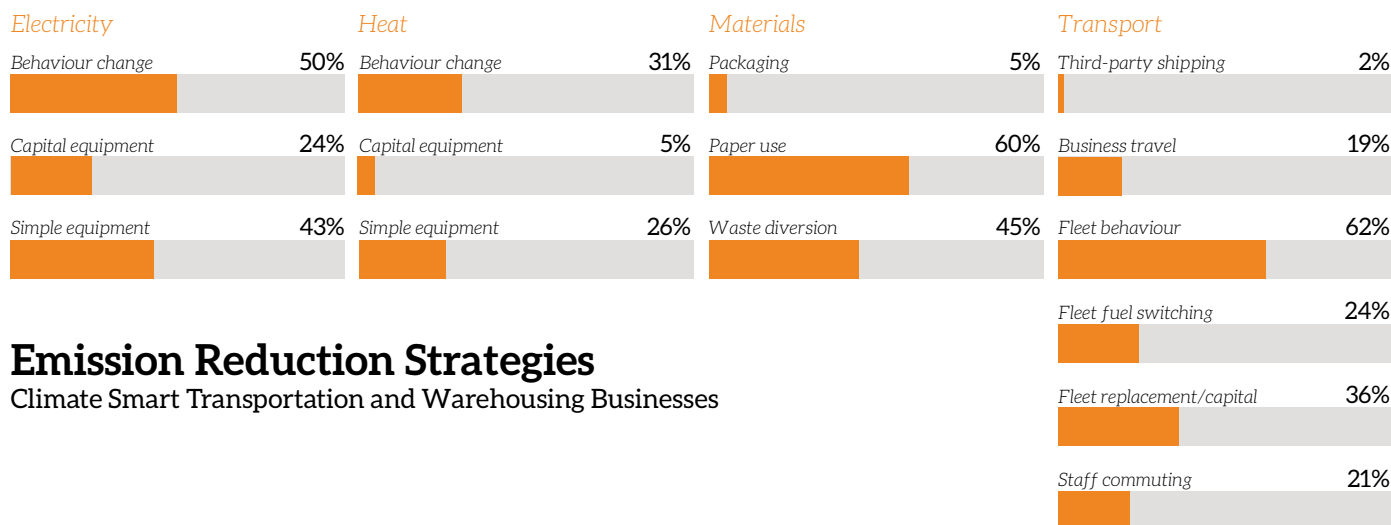 Electricity
Behaviour change 50%
Capital equipment 24%
Simple equipment 43%
Heat
Behaviour change 31%
Capital equipment 5%
Simple equipment 26%
Materials
Packaging 5%
Paper use 60%
Waste diversion 45%
Transport
Third-party shipping 2%
Business travel 19%
Fleet behaviour 62%
Fleet fuel switching 24%
Fleet replacement/capital 36%
Staff commuting 21%
Emission Reduction Strategies
Climate Smart Transportation and Warehousing Businesses